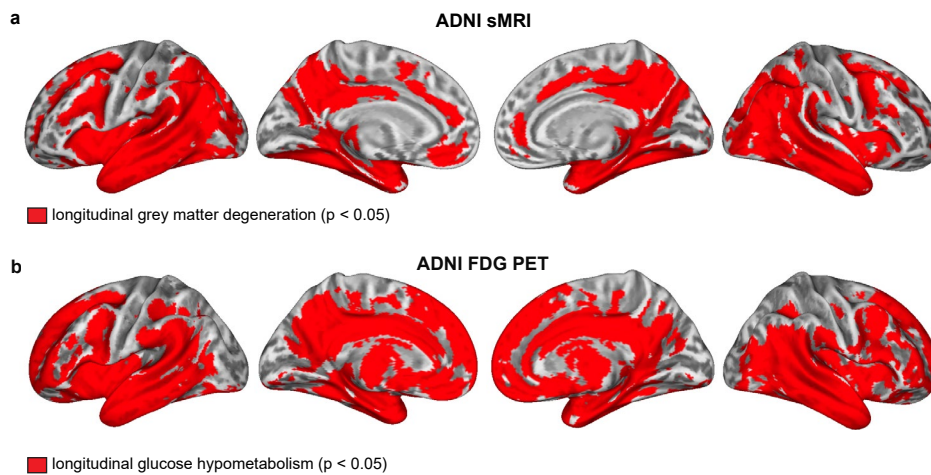 a
ADNI sMRI
longitudinal grey matter degeneration (p < 0.05)
b
ADNI FDG PET
longitudinal glucose hypometabolism (p < 0.05)